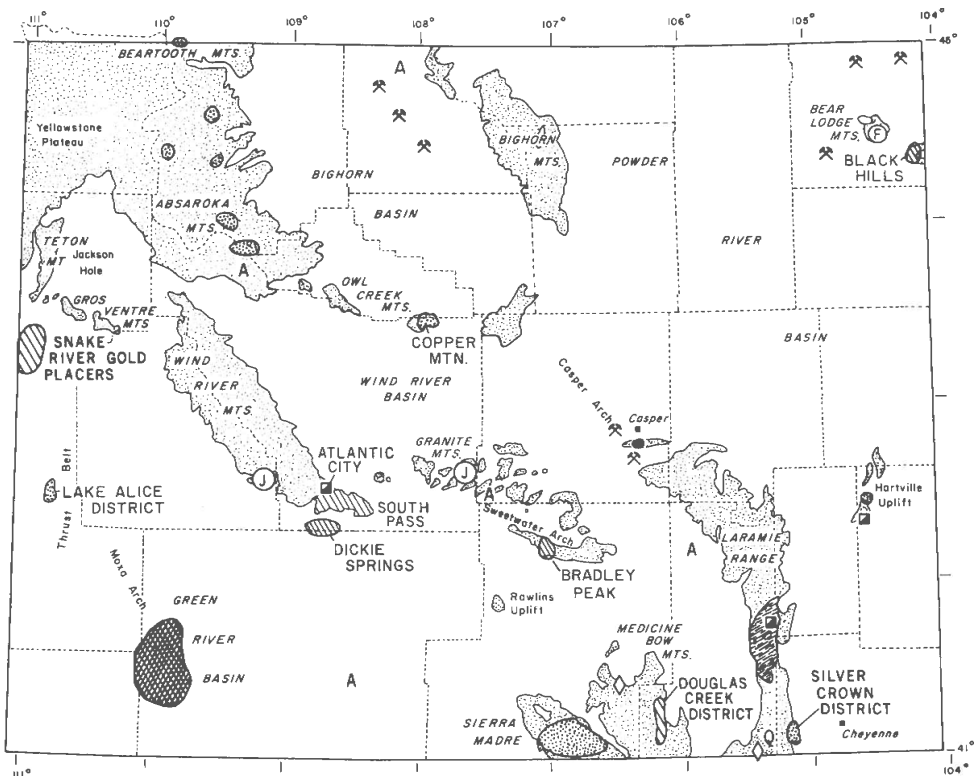 111°
110°
109°
108°
107°
106°
105°
104°
45°
BEARTOOTH MTS.
A
Yellowstone
Plateau
BIGHORN
MTS.
BEAR
LODGE
MTS.
F
BLACK
HILLS
POWDER
BIGHORN
BASIN
ABSAROKA
MTS.
A
RIVER
TETON
MT
Jackson
Hole
OWL
CREEK
MTS.
GROS
VENTRE
MTS
COPPER
MTN.
BASIN
SNAKE
RIVER GOLD
PLACERS
WIND
RIVER
MTS.
WIND RIVER
BASIN
Casper Arch
Casper
GRANITE
MTS.
J
J
A
ATLANTIC
CITY
SOUTH
PASS
LAKE ALICE
DISTRICT
Thrust Belt
Sweetwater Arch
Hartville
Uplift
A
LARAMIE
RANGE
DICKIE
SPRINGS
BRADLEY
PEAK
Moxa Arch
GREEN
RIVER
BASIN
Rawlins
Uplift
MEDICINE
BOW
MTS.
A
DOUGLAS
CREEK
DISTRICT
SILVER
CROWN
DISTRICT
SIERRA
MADRE
Cheyenne
41°
111°
104°